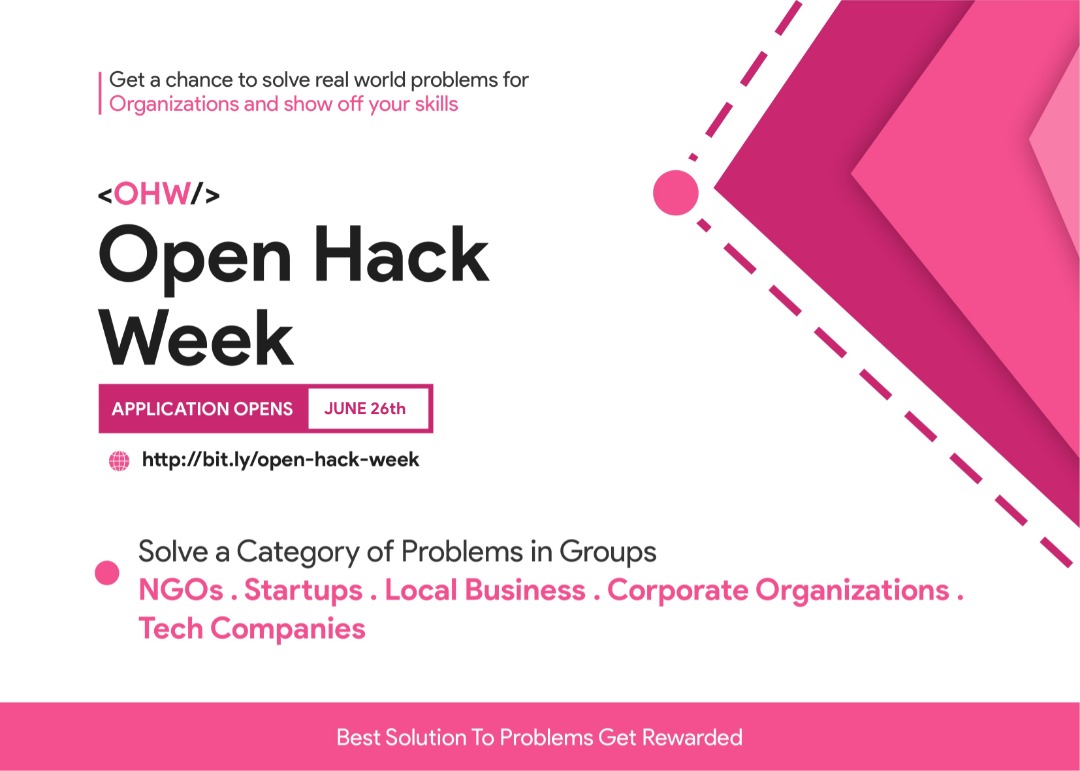 Get a chance to solve real world problems for
Organizations and show off your skills
<OHW/>
Open Hack
Week
APPLICATION OPENS JUNE 26th
http://bit.ly/open-hack-week
Solve a Category of Problems in Groups
NGOs . Startups . Local Business . Corporate Organizations .
Tech Companies
Best Solution To Problems Get Rewarded